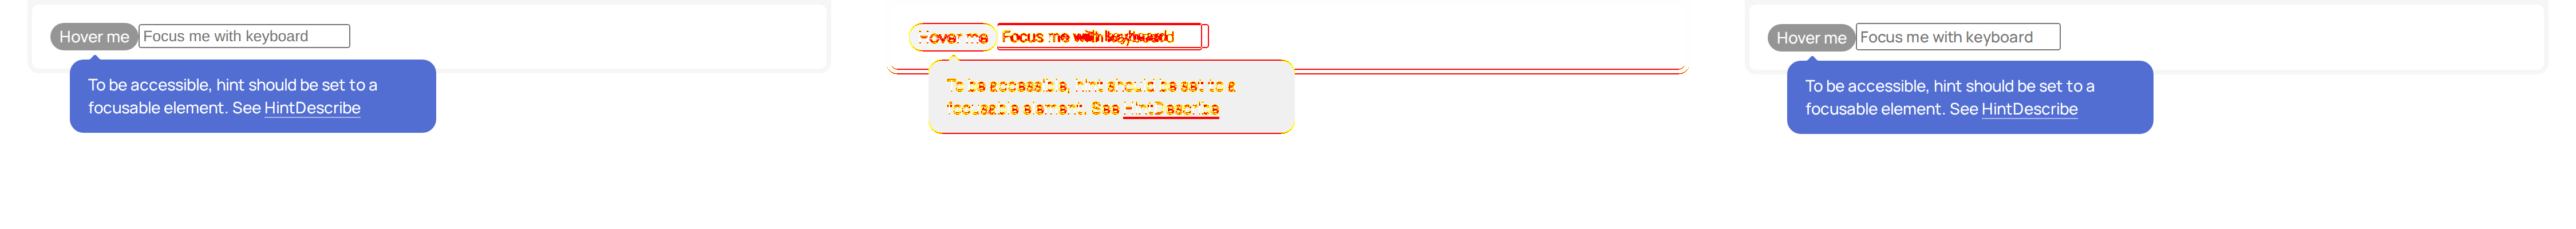 Hover me Focus me with keyboard
To be accessible, hint should be set to a
focusable element. See HintDescribe
Hover me Focus me with keyboard
To be accessible, hint should be set to a
focusable element. See HintDescribe
Hover me Focus me with keyboard
To be accessible, hint should be set to a
focusable element. See HintDescribe